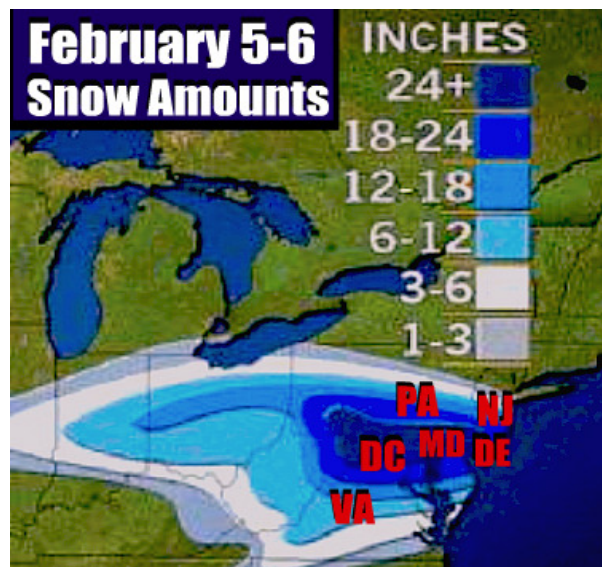 February 5-6
Snow Amounts
INCHES
24+
18-24
12-18
6-12
3-6
1-3
PA
NJ
DC
MD
DE
VA